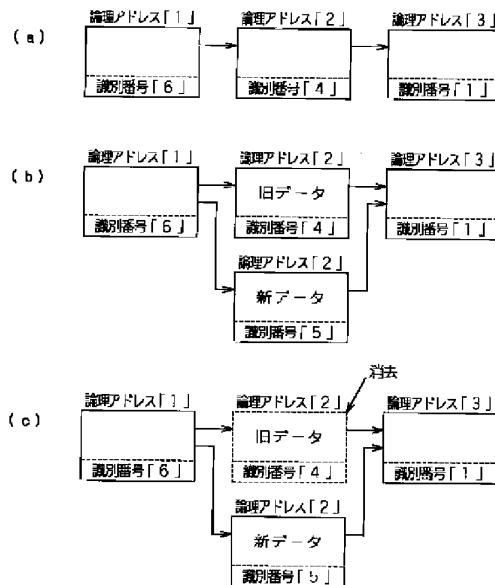 (a)
論理アドレス「1」 論理アドレス「2」 論理アドレス「3」
識別番号「6」 識別番号「4」 識別番号「1」
(b)
論理アドレス「1」 論理アドレス「2」 論理アドレス「3」
旧データ
識別番号「6」 識別番号「4」 識別番号「1」
論理アドレス「2」
新データ
識別番号「5」
消去
(c)
論理アドレス「1」 論理アドレス「2」 論理アドレス「3」
旧データ
識別番号「6」 識別番号「4」 識別番号「1」
論理アドレス「2」
新データ
識別番号「5」